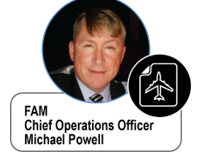 FAM
Chief Operations Officer
Michael Powell